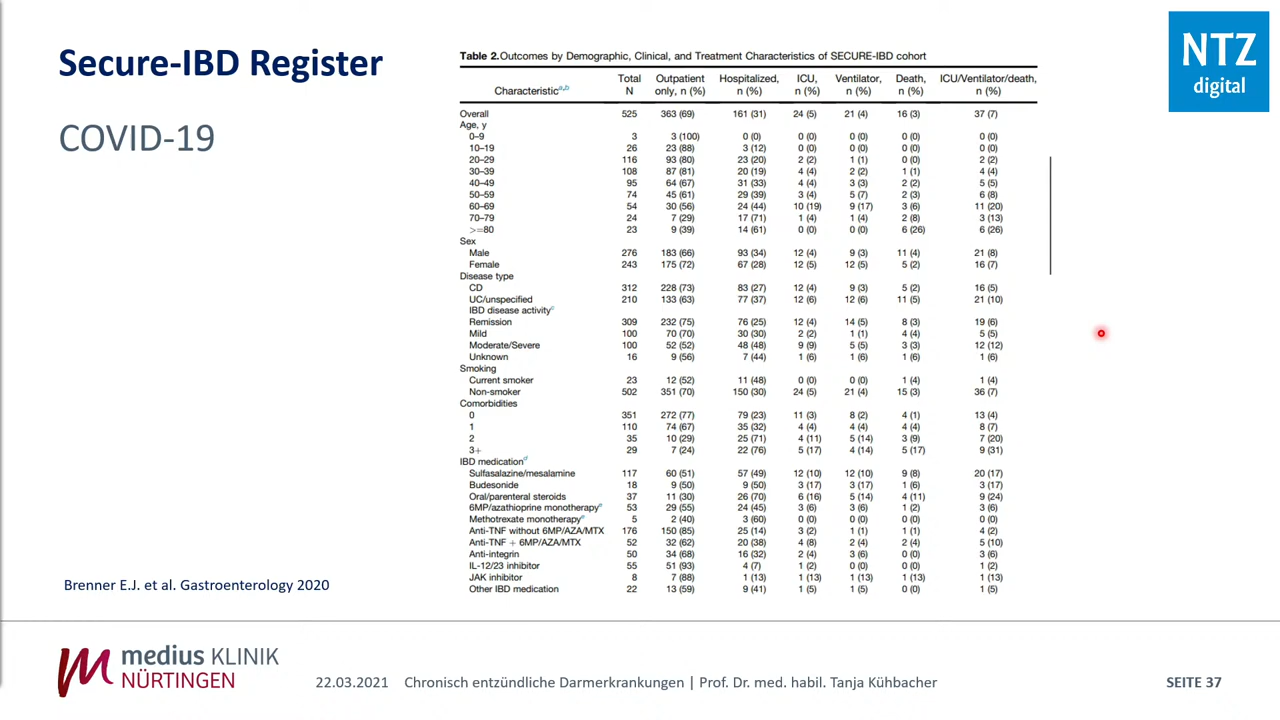 Secure-IBD Register
COVID-19
NTZ
digital
Table 2.Outcomes by Demographic, Clinical, and Treatment Characteristics of SECURE-IBD cohort
Characteristic^a,b Total N Outpatient only, n (%) Hospitalized, n (%) ICU, n (%) Ventilator, n (%) Death, n (%) ICU/Ventilator/death, n (%)
Overall 525 363 (69) 161 (31) 24 (5) 21 (4) 16 (3) 37 (7)
Age, y
0–9 3 3 (100) 0 (0) 0 (0) 0 (0) 0 (0) 0 (0)
10–19 26 23 (88) 3 (12) 0 (0) 0 (0) 0 (0) 0 (0)
20–29 116 93 (80) 23 (20) 2 (2) 1 (1) 0 (0) 2 (2)
30–39 108 87 (81) 20 (19) 4 (4) 2 (2) 1 (1) 4 (4)
40–49 95 64 (67) 31 (33) 4 (4) 3 (3) 2 (2) 5 (5)
50–59 74 45 (61) 29 (39) 3 (4) 5 (7) 2 (3) 6 (8)
60–69 54 30 (56) 24 (44) 10 (19) 9 (17) 3 (6) 11 (20)
70–79 24 7 (29) 17 (71) 1 (4) 1 (4) 2 (8) 3 (13)
>=80 23 9 (39) 14 (61) 0 (0) 0 (0) 6 (26) 6 (26)
Sex
Male 276 183 (66) 93 (34) 12 (4) 9 (3) 11 (4) 21 (8)
Female 243 175 (72) 67 (28) 12 (5) 12 (5) 5 (2) 16 (7)
Disease type
CD 312 228 (73) 83 (27) 12 (4) 9 (3) 5 (2) 16 (5)
UC/unspecified 210 133 (63) 77 (37) 12 (6) 12 (6) 11 (5) 21 (10)
IBD disease activity^c
Remission 309 232 (75) 76 (25) 12 (4) 14 (5) 8 (3) 19 (6)
Mild 100 70 (70) 30 (30) 2 (2) 1 (1) 4 (4) 5 (5)
Moderate/Severe 100 52 (52) 48 (48) 9 (9) 5 (5) 3 (3) 12 (12)
Unknown 16 9 (56) 7 (44) 1 (6) 1 (6) 1 (6) 1 (6)
Smoking
Current smoker 23 12 (52) 11 (48) 0 (0) 0 (0) 1 (4) 1 (4)
Non-smoker 502 351 (70) 150 (30) 24 (5) 21 (4) 15 (3) 36 (7)
Comorbidities
0 351 272 (77) 79 (23) 11 (3) 8 (2) 4 (1) 13 (4)
1 110 74 (67) 35 (32) 4 (4) 4 (4) 4 (4) 8 (7)
2 35 10 (29) 25 (71) 4 (11) 5 (14) 3 (9) 7 (20)
3+ 29 7 (24) 22 (76) 5 (17) 4 (14) 5 (17) 9 (31)
IBD medication^d
Sulfasalazine/mesalamine 117 60 (51) 57 (49) 12 (10) 12 (10) 9 (8) 20 (17)
Budesonide 18 9 (50) 9 (50) 3 (17) 3 (17) 1 (6) 3 (17)
Oral/parenteral steroids 37 11 (30) 26 (70) 6 (16) 5 (14) 4 (11) 9 (24)
6MP/azathioprine monotherapy^e 53 29 (55) 24 (45) 3 (6) 3 (6) 1 (2) 3 (6)
Methotrexate monotherapy^e 5 2 (40) 3 (60) 0 (0) 0 (0) 0 (0) 0 (0)
Anti-TNF without 6MP/AZA/MTX 176 150 (85) 25 (14) 3 (2) 1 (1) 1 (1) 4 (2)
Anti-TNF + 6MP/AZA/MTX 52 32 (62) 20 (38) 4 (8) 2 (4) 2 (4) 5 (10)
Anti-integrin 50 34 (68) 16 (32) 2 (4) 3 (6) 0 (0) 3 (6)
IL-12/23 inhibitor 55 51 (93) 4 (7) 1 (2) 0 (0) 0 (0) 1 (2)
JAK inhibitor 8 7 (88) 1 (13) 1 (13) 1 (13) 1 (13) 1 (13)
Other IBD medication 22 13 (59) 9 (41) 1 (5) 1 (5) 0 (0) 1 (5)
Brenner E.J. et al. Gastroenterology 2020
medius KLINIK
NÜRTINGEN
22.03.2021 Chronisch entzündliche Darmerkrankungen | Prof. Dr. med. habil. Tanja Kühbacher SEITE 37